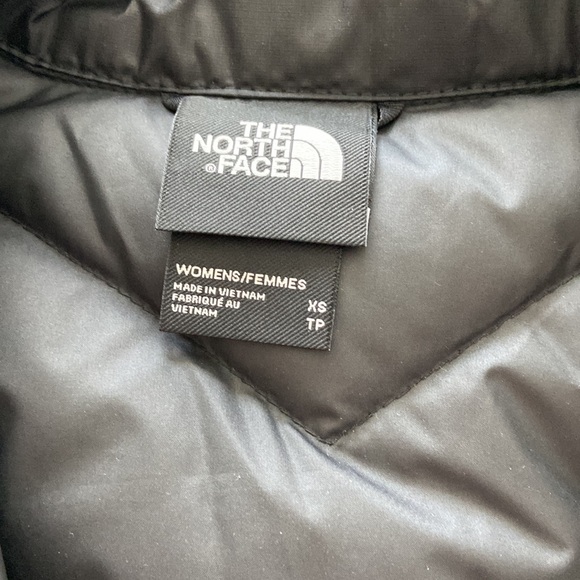 THE
NORTH
®FACE
WOMENS/FEMMES
MADE IN VIETNAM
FABRIQUÉ AU
VIETNAM
XS
TP